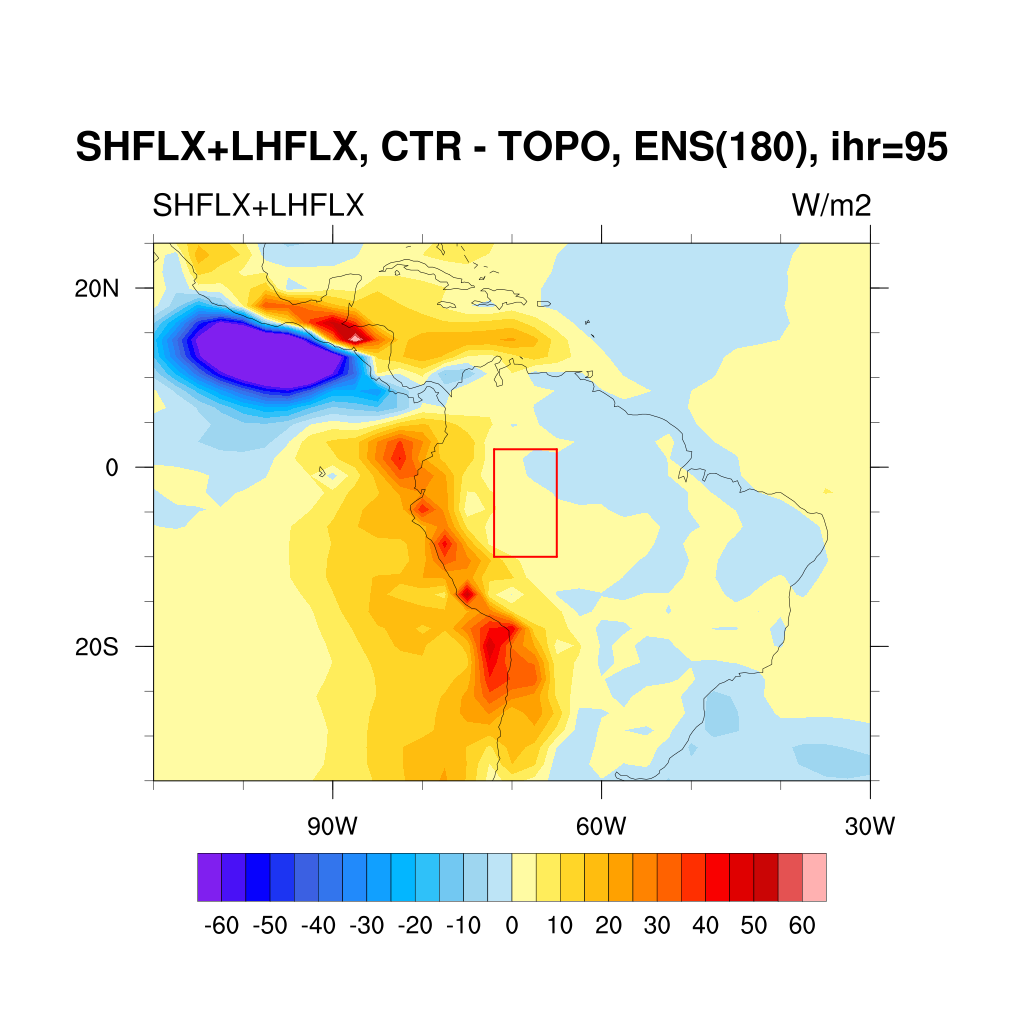 SHFLX+LHFLX, CTR - TOPO, ENS(180), ihr=95
SHFLX+LHFLX W/m2
20N
0
20S
90W 60W 30W
-60 -50 -40 -30 -20 -10 0 10 20 30 40 50 60